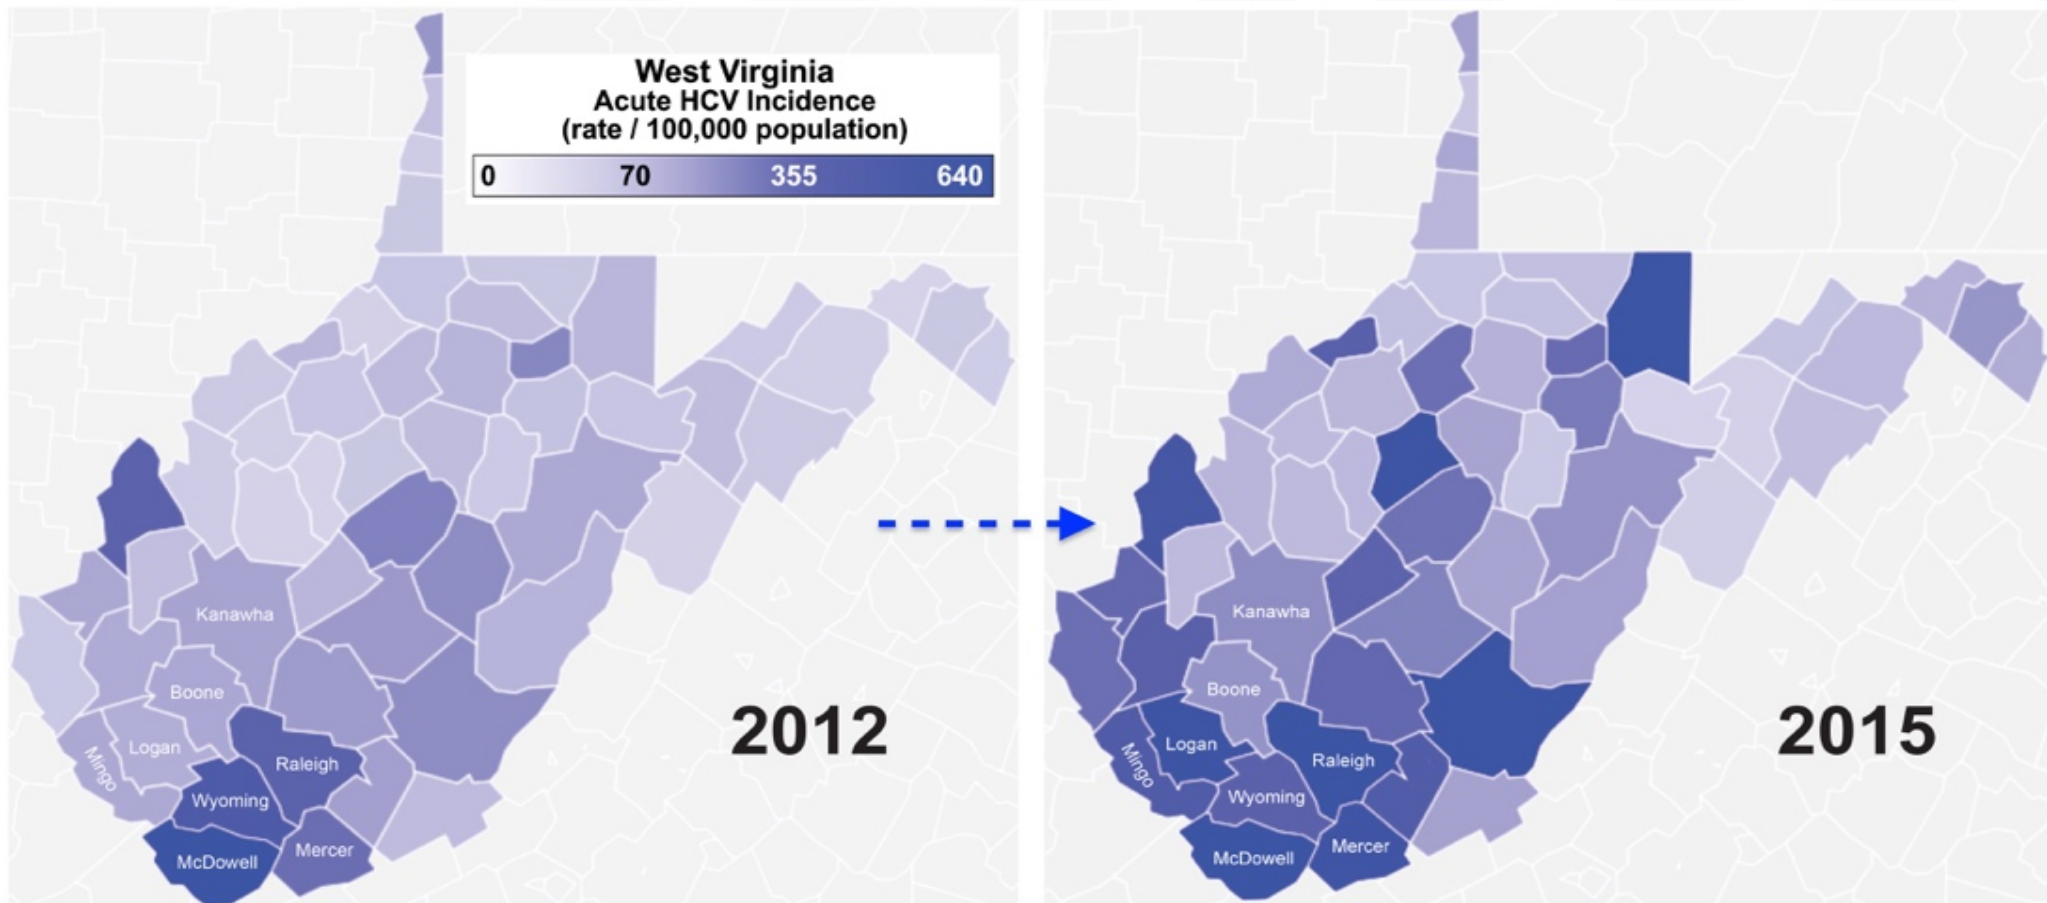 West Virginia
Acute HCV Incidence
(rate / 100,000 population)
0 70 355 640
Kanawha
Boone
Logan
Mingo
Raleigh
Wyoming
Mercer
McDowell
2012
Kanawha
Boone
Logan
Mingo
Raleigh
Wyoming
Mercer
McDowell
2015